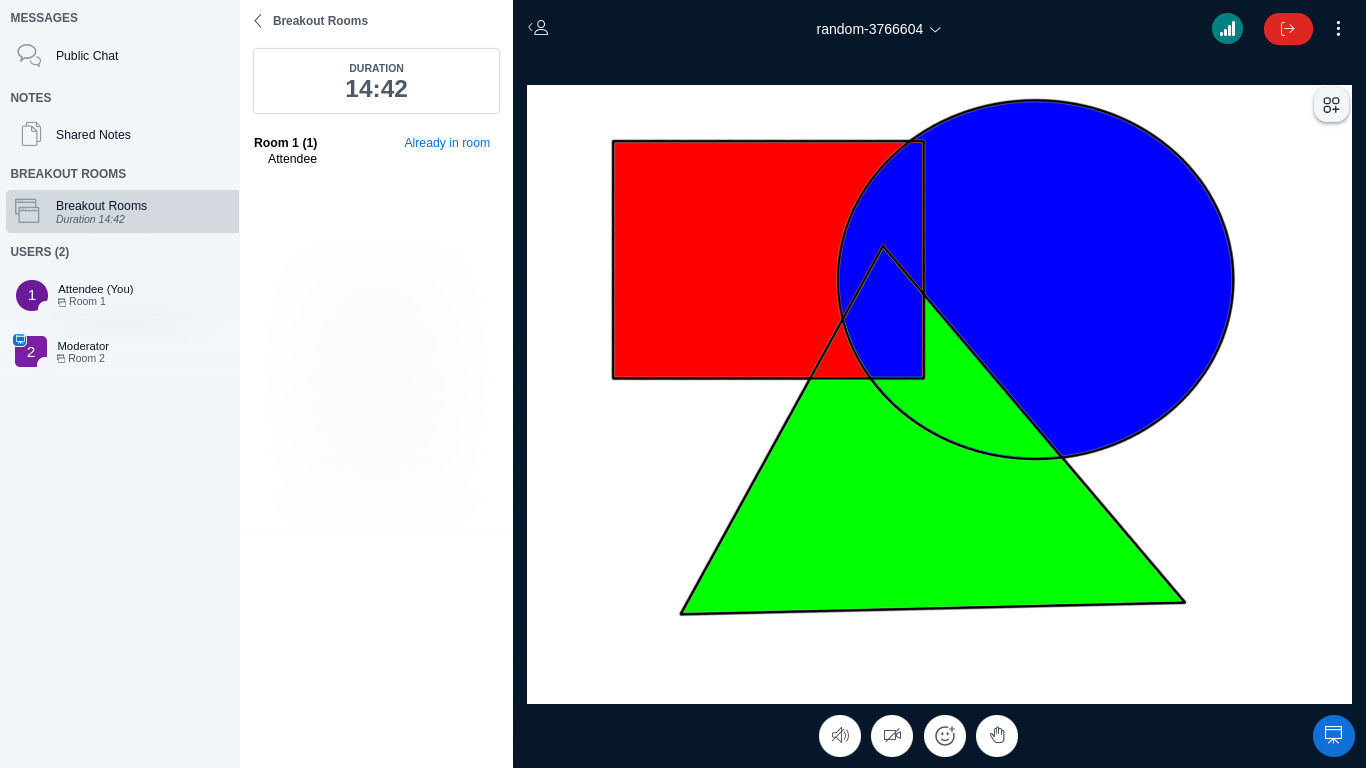 MESSAGES
Public Chat
NOTES
Shared Notes
BREAKOUT ROOMS
Breakout Rooms
Duration 14:42
USERS (2)
1
Attendee (You)
Room 1
2
Moderator
Room 2
Breakout Rooms
DURATION
14:42
Room 1 (1)
Already in room
Attendee
random-3766604